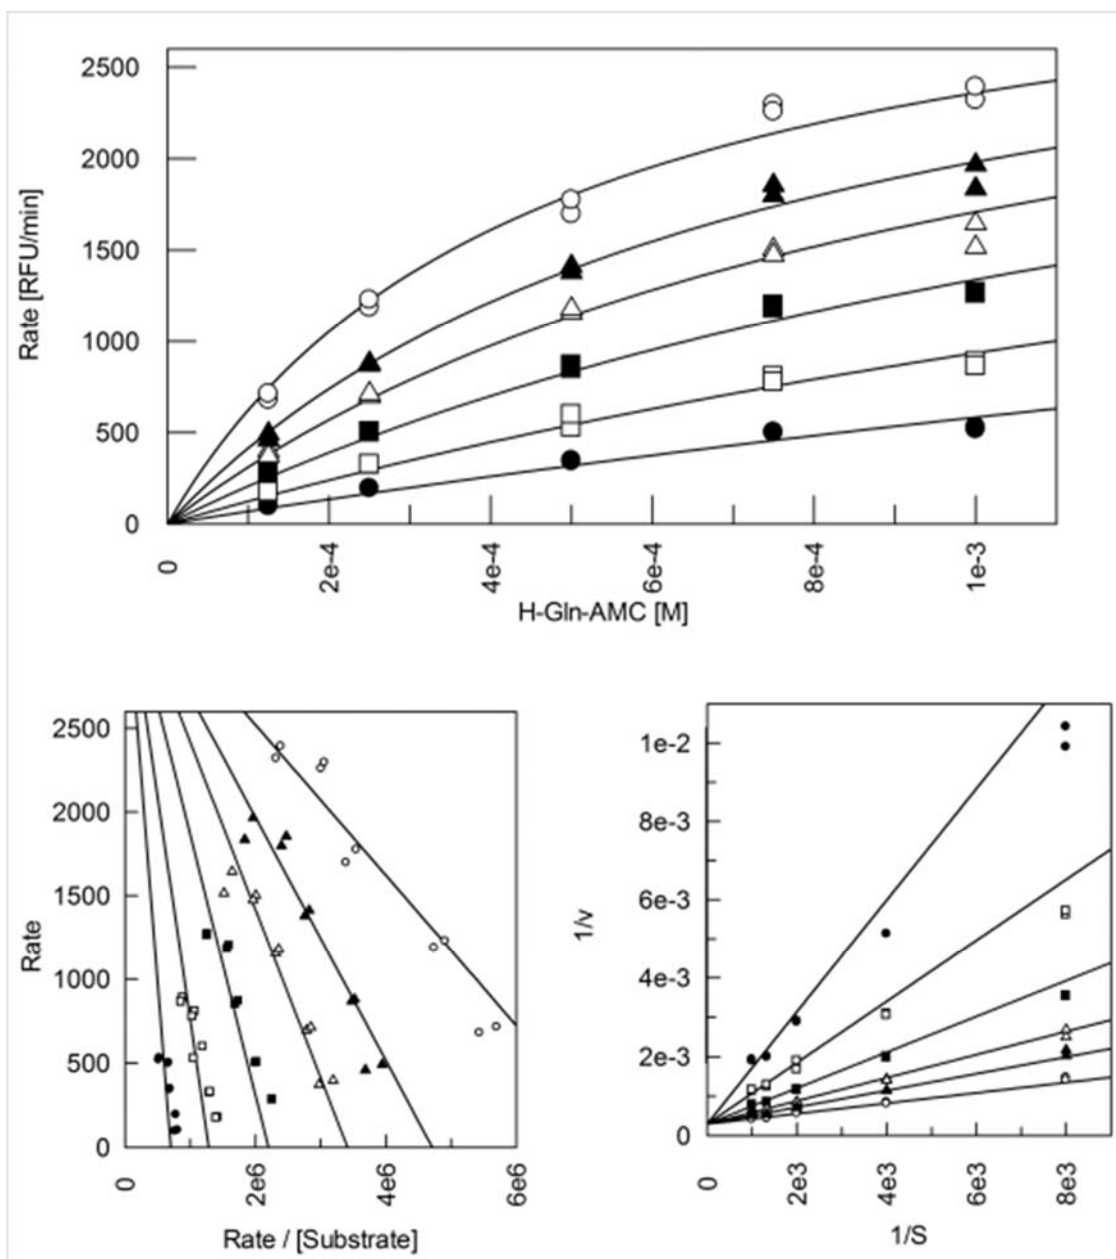 2500
2000
1500
1000
500
0
Rate [RFU/min]
0
2e-4
4e-4
6e-4
8e-4
1e-3
H-Gln-AMC [M]
2500
2000
1500
1000
500
0
Rate
0
2e6
4e6
6e6
Rate / [Substrate]
1e-2
8e-3
6e-3
4e-3
2e-3
0
1/v
0
2e3
4e3
6e3
8e3
1/S